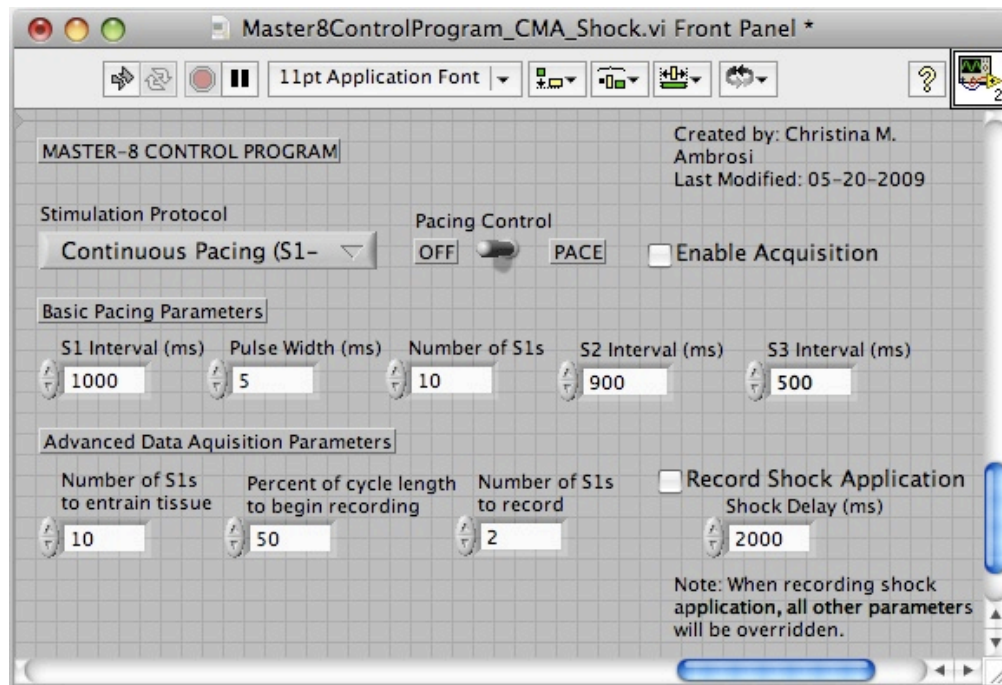 Master8ControlProgram_CMA_Shock.vi Front Panel *
11pt Application Font
?
2
MASTER-8 CONTROL PROGRAM
Created by: Christina M.
Ambrosi
Last Modified: 05-20-2009
Stimulation Protocol
Continuous Pacing (S1-
Pacing Control
OFF
PACE
Enable Acquisition
Basic Pacing Parameters
S1 Interval (ms) Pulse Width (ms) Number of S1s S2 Interval (ms) S3 Interval (ms)
1000 5 10 900 500
Advanced Data Aquisition Parameters
Number of S1s
to entrain tissue
10
Percent of cycle length
to begin recording
50
Number of S1s
to record
2
Record Shock Application
Shock Delay (ms)
2000
Note: When recording shock
application, all other parameters
will be overridden.